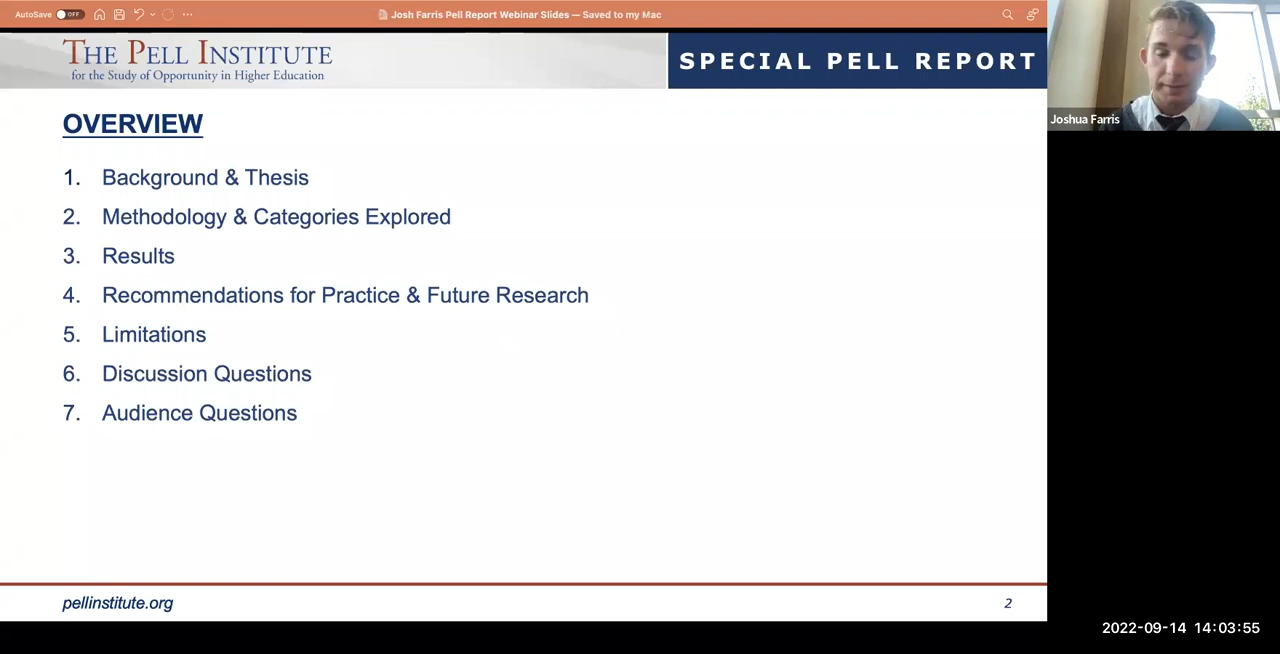 AutoSave OFF
Josh Farris Pell Report Webinar Slides — Saved to my Mac
THE PELL INSTITUTE
for the Study of Opportunity in Higher Education
SPECIAL PELL REPORT
Joshua Farris
OVERVIEW
1. Background & Thesis
2. Methodology & Categories Explored
3. Results
4. Recommendations for Practice & Future Research
5. Limitations
6. Discussion Questions
7. Audience Questions
pellinstitute.org
2
2022-09-14 14:03:55